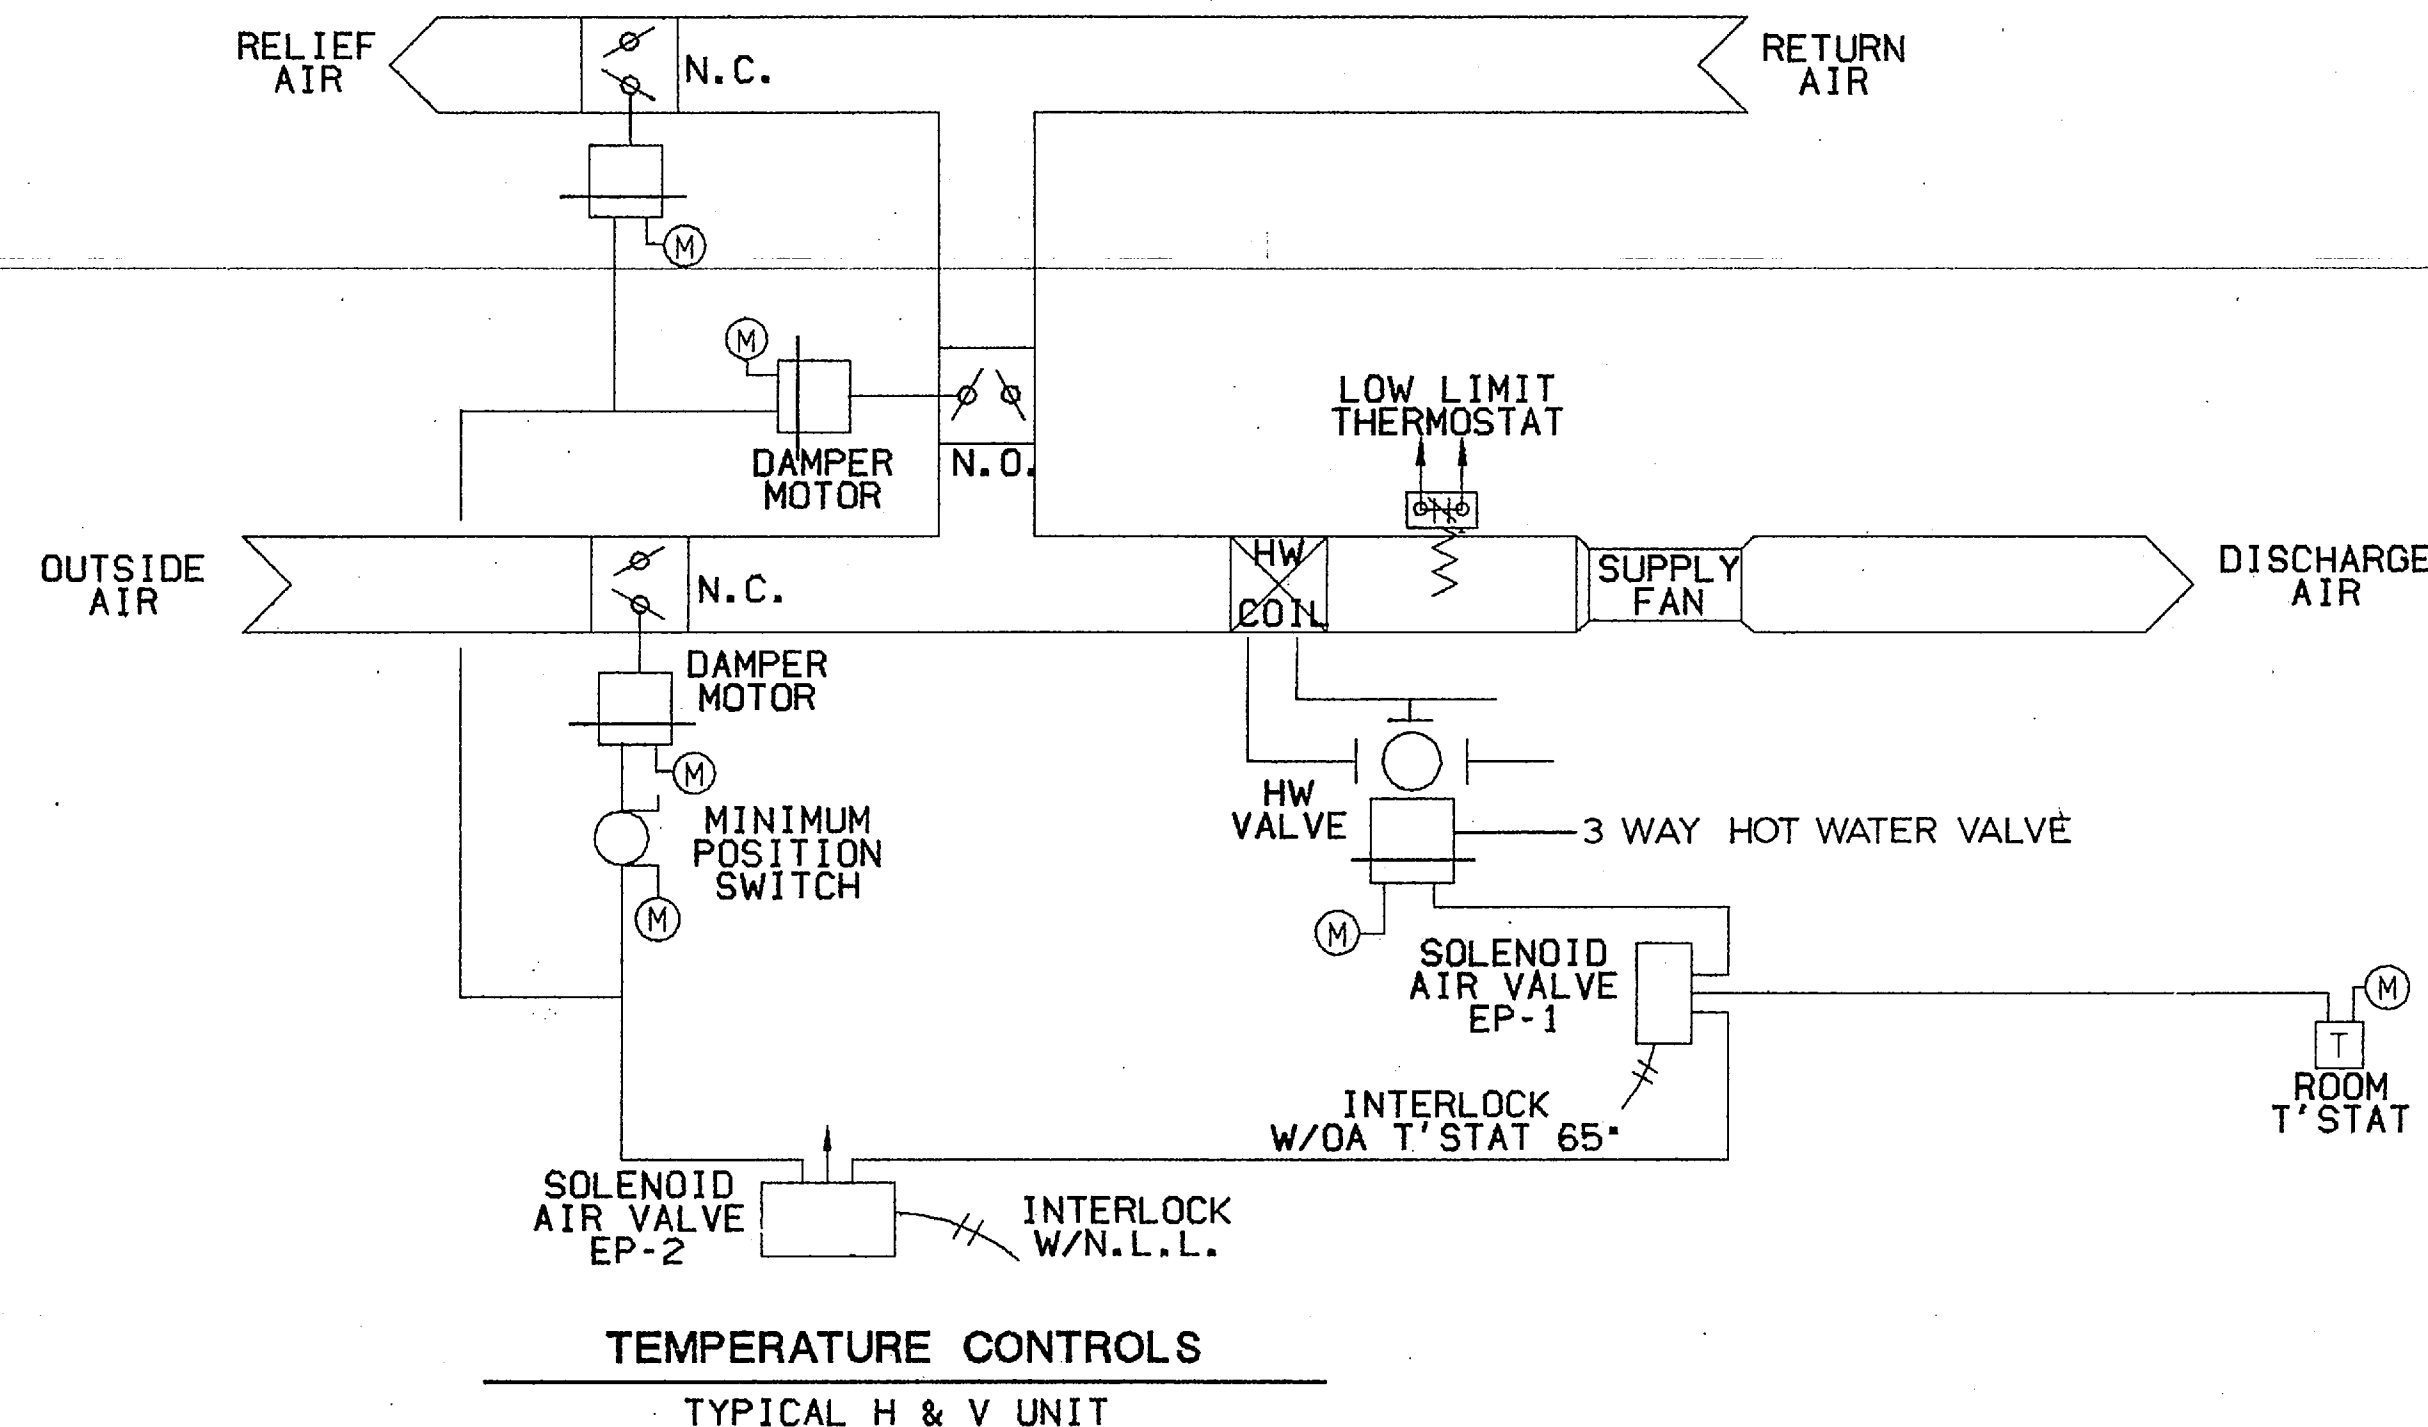 RELIEF
AIR
N.C.
RETURN
AIR
M
M
DAMPER
MOTOR
N.O.
LOW LIMIT
THERMOSTAT
OUTSIDE
AIR
N.C.
HW
COIL
SUPPLY
FAN
DISCHARGE
AIR
DAMPER
MOTOR
M
MINIMUM
POSITION
SWITCH
M
HW
VALVE
3 WAY HOT WATER VALVE
M
SOLENOID
AIR VALVE
EP-1
M
T
ROOM
T'STAT
INTERLOCK
W/OA T'STAT 65°
SOLENOID
AIR VALVE
EP-2
INTERLOCK
W/N.L.L.
TEMPERATURE CONTROLS
TYPICAL H & V UNIT